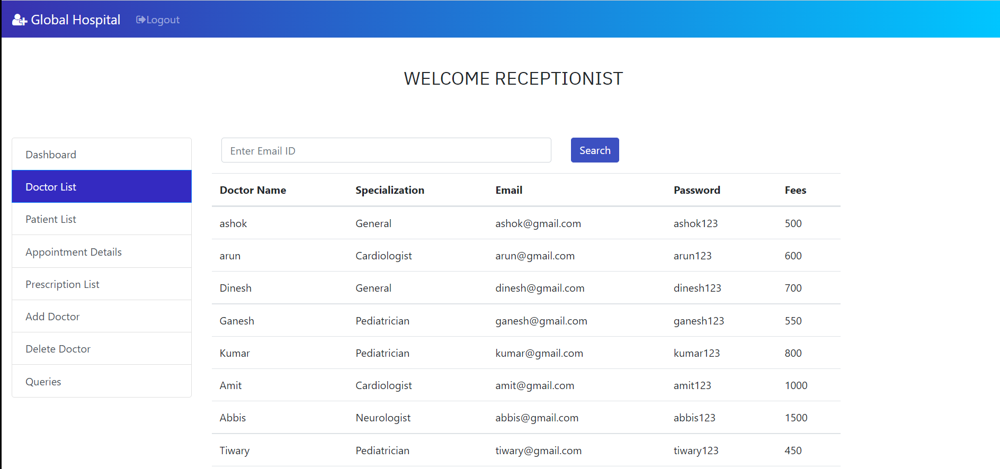 Global Hospital Logout
WELCOME RECEPTIONIST
Dashboard
Doctor List
Patient List
Appointment Details
Prescription List
Add Doctor
Delete Doctor
Queries
Enter Email ID Search
Doctor Name Specialization Email Password Fees
ashok General ashok@gmail.com ashok123 500
arun Cardiologist arun@gmail.com arun123 600
Dinesh General dinesh@gmail.com dinesh123 700
Ganesh Pediatrician ganesh@gmail.com ganesh123 550
Kumar Pediatrician kumar@gmail.com kumar123 800
Amit Cardiologist amit@gmail.com amit123 1000
Abbis Neurologist abbis@gmail.com abbis123 1500
Tiwary Pediatrician tiwary@gmail.com tiwary123 450